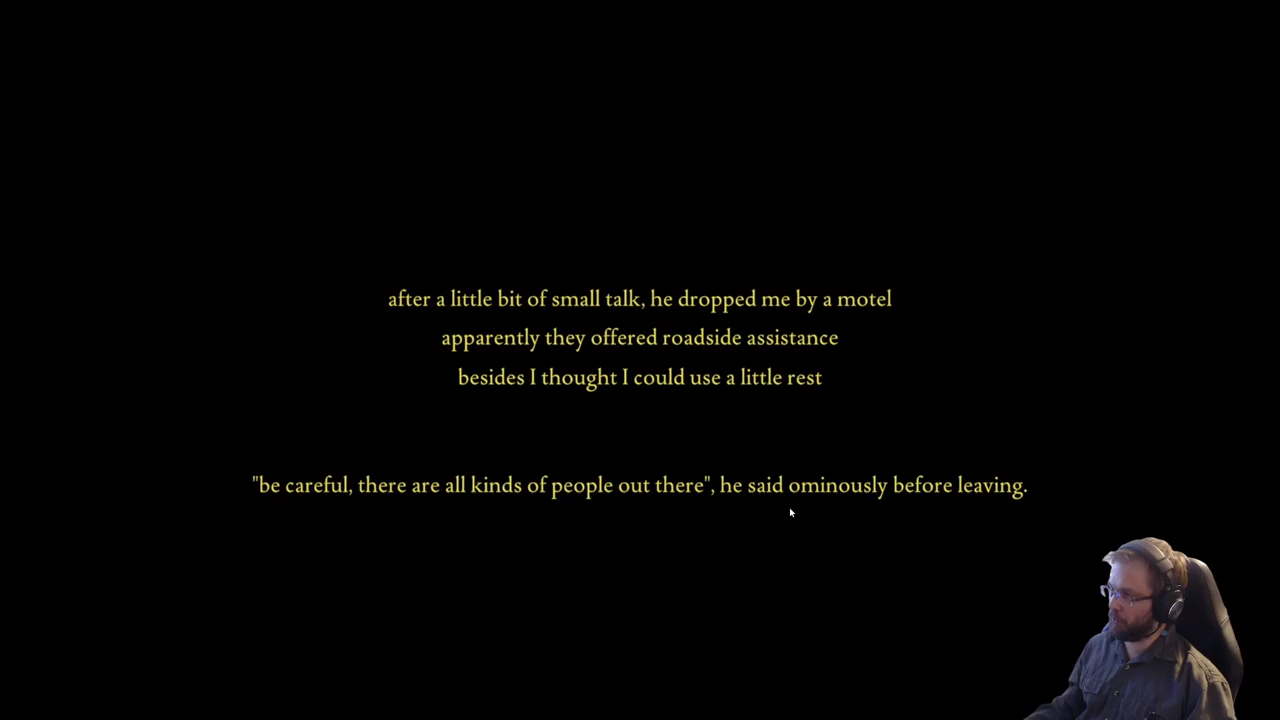 after a little bit of small talk, he dropped me by a motel
apparently they offered roadside assistance
besides I thought I could use a little rest
"be careful, there are all kinds of people out there", he said ominously before leaving.